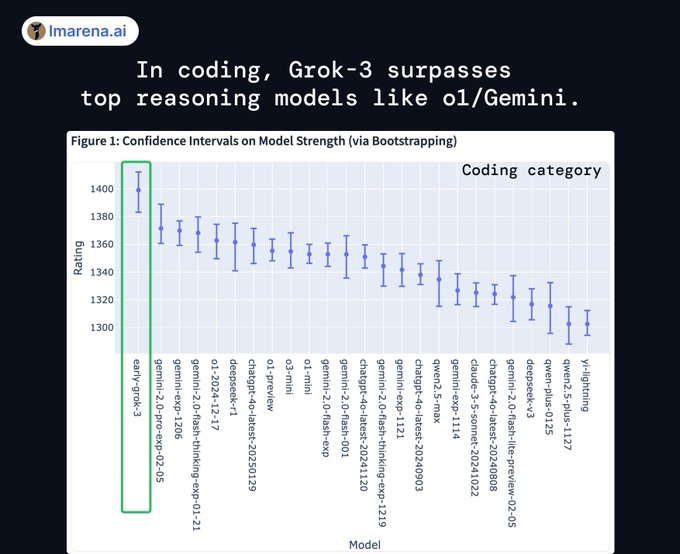 lmarena.ai
In coding, Grok-3 surpasses
top reasoning models like o1/Gemini.
Figure 1: Confidence Intervals on Model Strength (via Bootstrapping)
Coding category
Rating
1400
1380
1360
1340
1320
1300
early-grok-3
gemini-2.0-pro-exp-02-05
gemini-exp-1206
gemini-2.0-flash-thinking-exp-01-21
o1-2024-12-17
deepseek-r1
chatgpt-4o-latest-20250129
o1-preview
o3-mini
o1-mini
gemini-2.0-flash-exp
gemini-2.0-flash-001
chatgpt-4o-latest-20241120
gemini-2.0-flash-thinking-exp-1219
gemini-exp-1121
chatgpt-4o-latest-20240903
qwen2.5-max
gemini-exp-1114
claude-3-5-sonnet-20241022
chatgpt-4o-latest-20240808
gemini-2.0-flash-lite-preview-02-05
deepseek-v3
qwen-plus-0125
qwen2.5-plus-1127
yi-lightning
Model